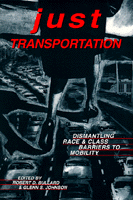 just
TRANSPORTATION
DISMANTLING
RACE & CLASS
BARRIERS TO
MOBILITY
EDITED BY
ROBERT D. BULLARD
& GLENN S. JOHNSON